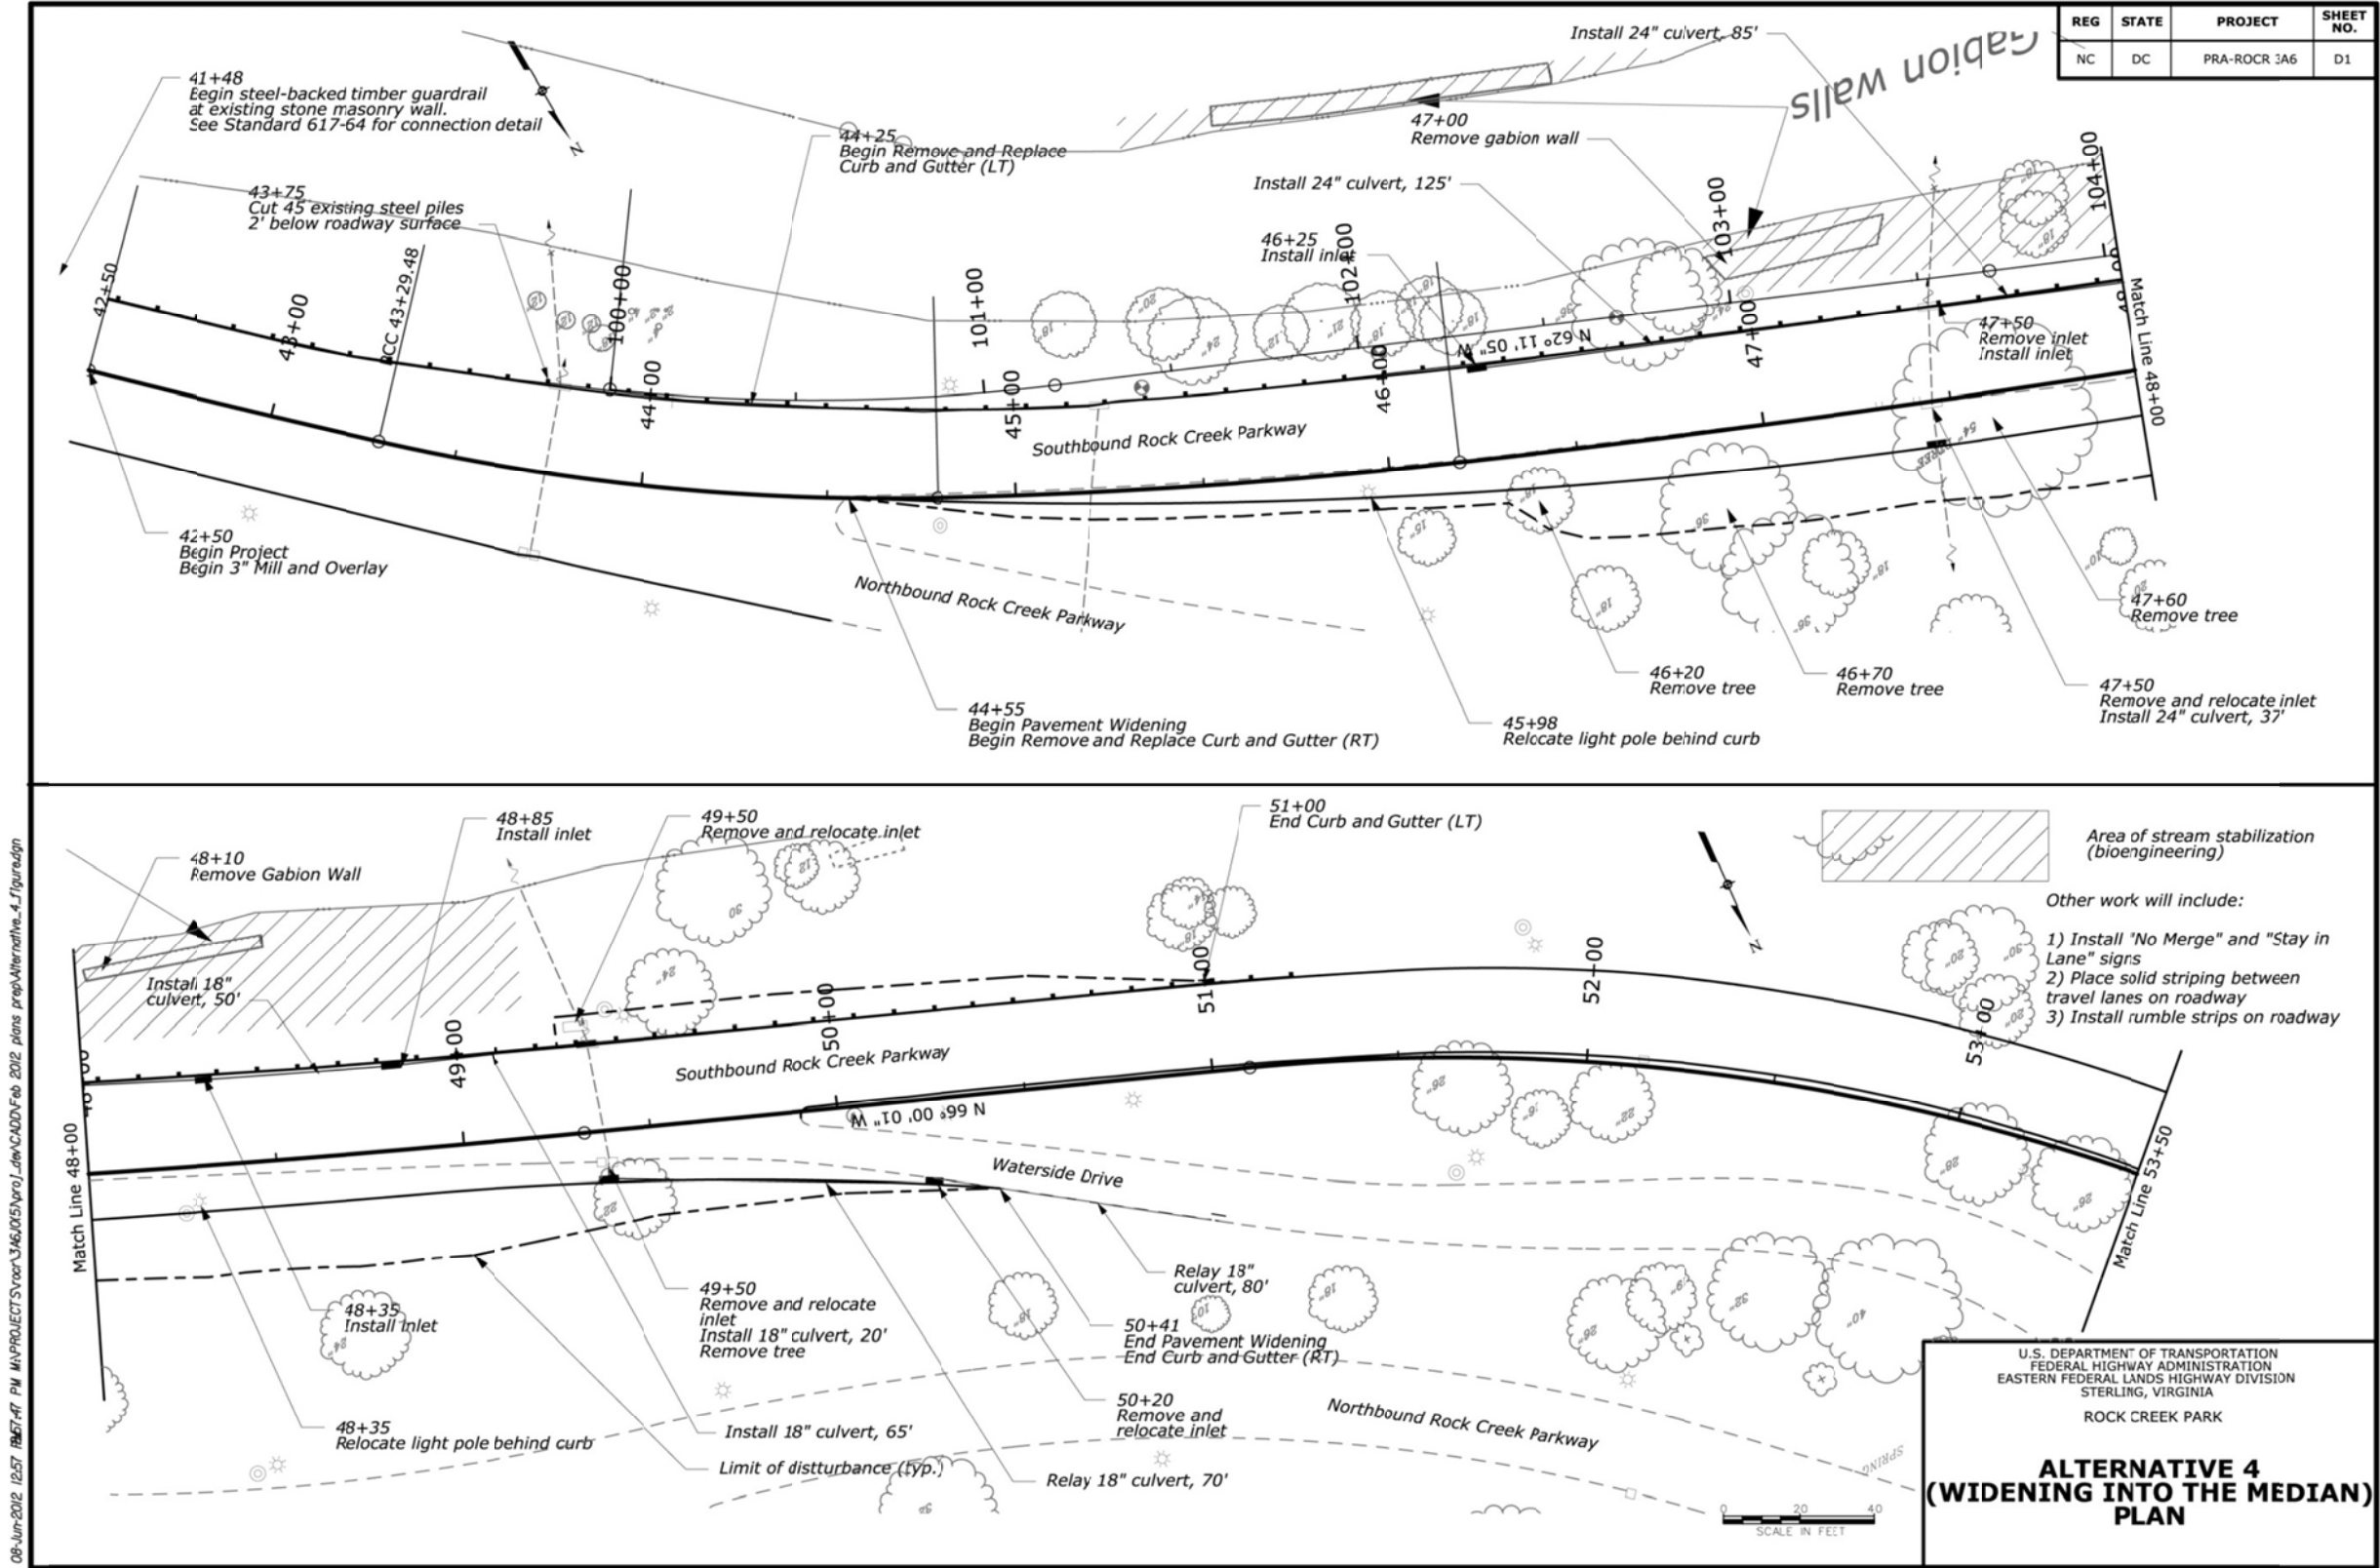 REG STATE PROJECT SHEET NO.
NC DC PRA-ROCR 3A6 D1
Install 24" culvert, 85'
Gabion walls
41+48
Begin steel-backed timber guardrail
at existing stone masonry wall.
See Standard 617-64 for connection detail
N
44+25
Begin Remove and Replace
Curb and Gutter (LT)
47+00
Remove gabion wall
43+75
Cut 45 existing steel piles
2' below roadway surface
Install 24" culvert, 125'
46+25
Install inlet
42+50
43+00
PCC 43+29.48
100+00
44+00
101+00
45+00
102+00
46+00
103+00
47+00
104+00
N 62° 11' 05" W
47+50
Remove inlet
Install inlet
Match Line 48+00
Southbound Rock Creek Parkway
42+50
Begin Project
Begin 3" Mill and Overlay
Northbound Rock Creek Parkway
47+60
Remove tree
46+20
Remove tree
46+70
Remove tree
47+50
Remove and relocate inlet
Install 24" culvert, 37'
44+55
Begin Pavement Widening
Begin Remove and Replace Curb and Gutter (RT)
45+98
Relocate light pole behind curb
48+10
Remove Gabion Wall
48+85
Install inlet
49+50
Remove and relocate inlet
51+00
End Curb and Gutter (LT)
Area of stream stabilization
(bioengineering)
Other work will include:
1) Install "No Merge" and "Stay in
Lane" signs
2) Place solid striping between
travel lanes on roadway
3) Install rumble strips on roadway
N
Install 18"
culvert, 50'
49+00
50+00
51+00
52+00
53+00
Southbound Rock Creek Parkway
N 66° 00' 01" W
Waterside Drive
Match Line 48+00
Match Line 53+50
48+35
Install inlet
49+50
Remove and relocate
inlet
Install 18" culvert, 20'
Remove tree
Relay 18"
culvert, 80'
50+41
End Pavement Widening
End Curb and Gutter (RT)
50+20
Remove and
relocate inlet
48+35
Relocate light pole behind curb
Install 18" culvert, 65'
Limit of distturbance (typ.)
Relay 18" culvert, 70'
Northbound Rock Creek Parkway
SPRING
0 20 40
SCALE IN FEET
U.S. DEPARTMENT OF TRANSPORTATION
FEDERAL HIGHWAY ADMINISTRATION
EASTERN FEDERAL LANDS HIGHWAY DIVISION
STERLING, VIRGINIA
ROCK CREEK PARK
ALTERNATIVE 4
(WIDENING INTO THE MEDIAN)
PLAN